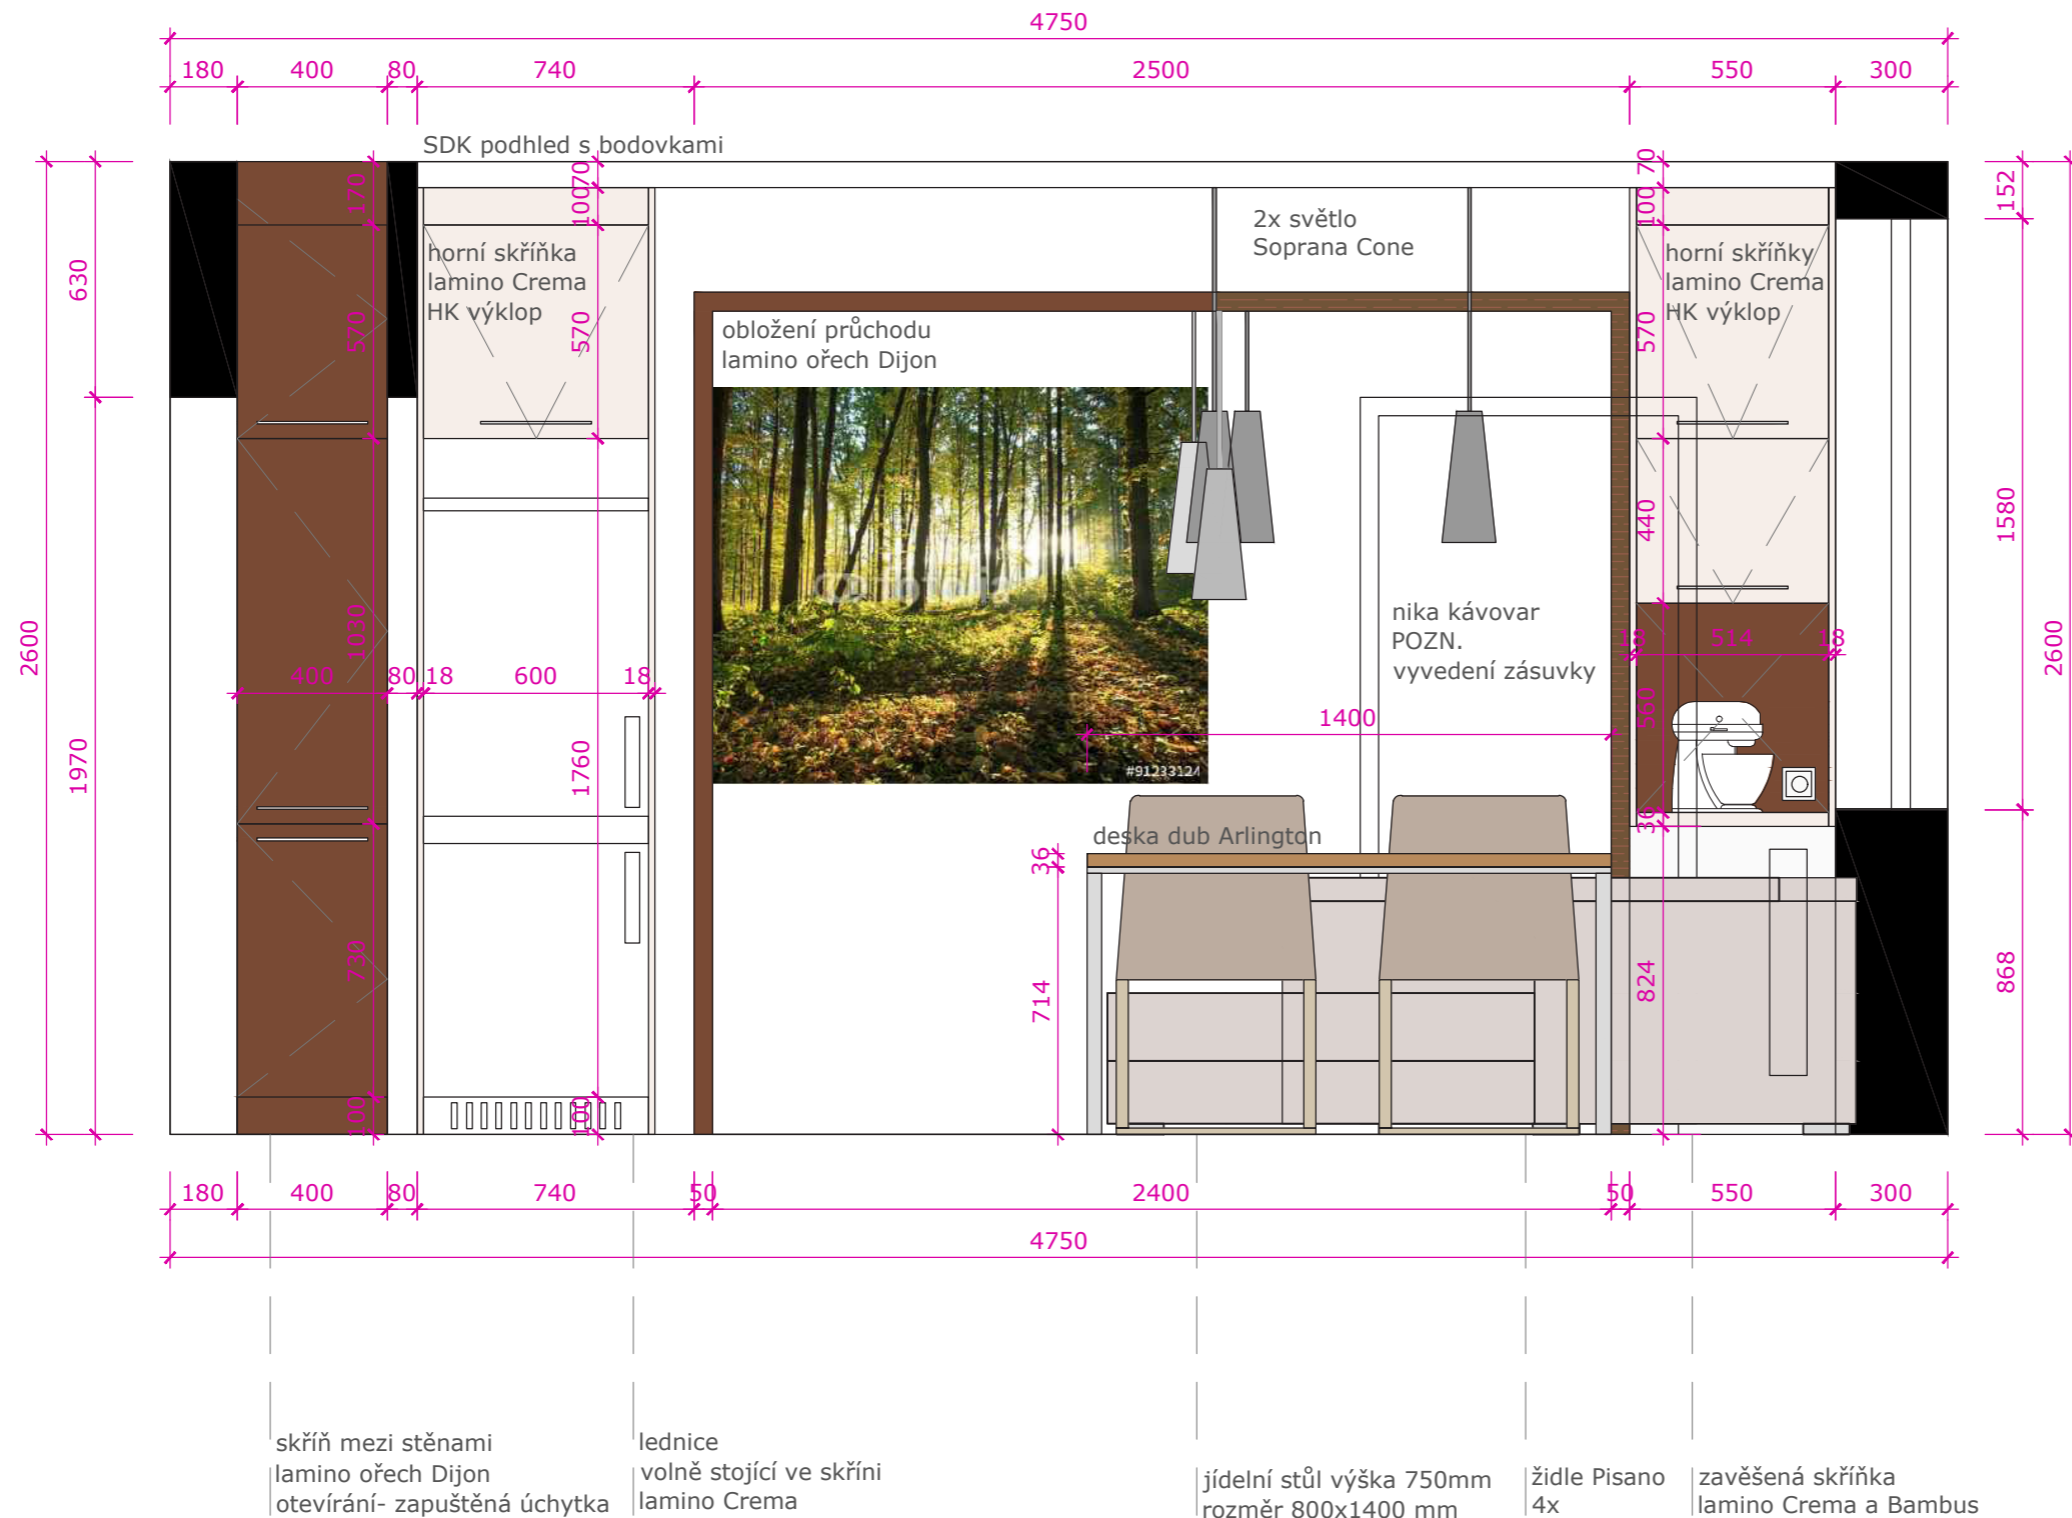 4750
180 400 80 740 2500 550 300
SDK podhled s bodovkami
2600
630
1970
170
570
1030
730
100
70
100
570
1760
100
horní skříňka
lamino Crema
HK výklop
400 80 18 600 18
obložení průchodu
lamino ořech Dijon
fotolia
#91233124
2x světlo
Soprana Cone
nika kávovar
POZN.
vyvedení zásuvky
1400
deska dub Arlington
36
714
70
100
570
440
560
36
824
horní skříňky
lamino Crema
HK výklop
18 514 18
152
1580
868
2600
180 400 80 740 50 2400 50 550 300
4750
skříň mezi stěnami
lamino ořech Dijon
otevírání- zapuštěná úchytka
lednice
volně stojící ve skříni
lamino Crema
jídelní stůl výška 750mm
rozměr 800x1400 mm
židle Pisano
4x
zavěšená skříňka
lamino Crema a Bambus